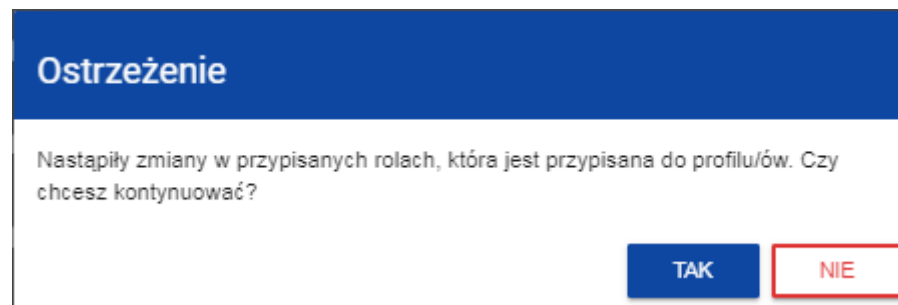 Ostrzeżenie
Nastąpiły zmiany w przypisanych rolach, która jest przypisana do profilu/ów. Czy
chcesz kontynuować?
TAK NIE